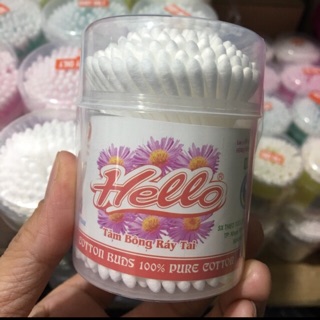 Hello®
Tăm Bông Ráy Tai
COTTON BUDS 100% PURE COTTON